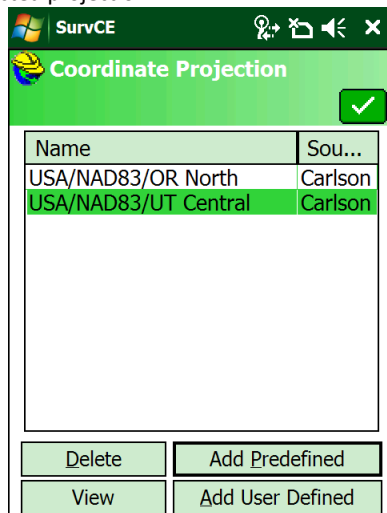 SurvCE
Coordinate Projection
Name Sou...
USA/NAD83/OR North Carlson
USA/NAD83/UT Central Carlson
Delete Add Predefined
View Add User Defined